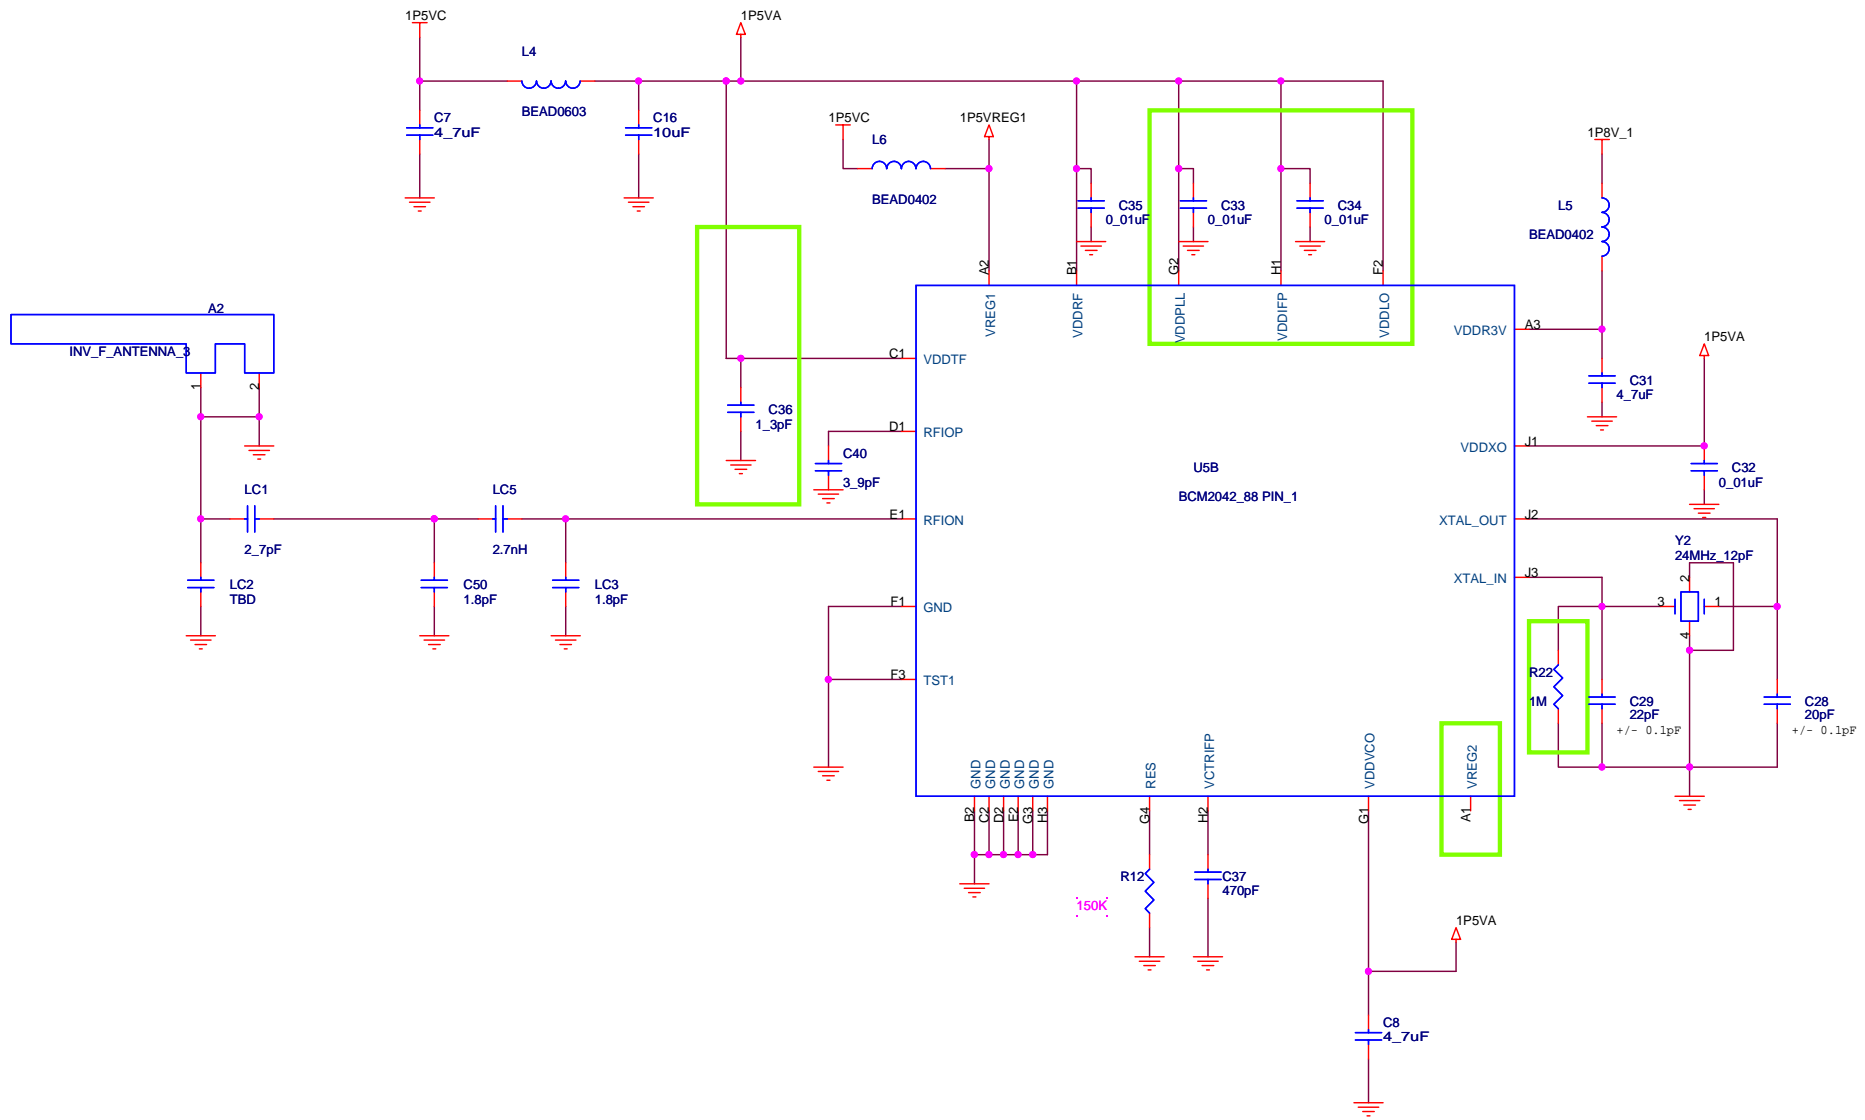 1P5VC
1P5VA
L4
BEAD0603
C7
4_7uF
C16
10uF
1P5VC
1P5VREG1
L6
BEAD0402
C35
0_01uF
C33
0_01uF
C34
0_01uF
1P8V_1
L5
BEAD0402
A2
B1
G2
H1
F2
VREG1
VDDRF
VDDPLL
VDDIFP
VDDLO
A2
INV_F_ANTENNA_3
1
2
VDDR3V
A3
1P5VA
C1
VDDTF
C31
4_7uF
C36
1_3pF
D1
RFIOP
VDDXO
J1
C40
3_9pF
U5B
BCM2042_88 PIN_1
C32
0_01uF
LC1
2_7pF
LC5
2.7nH
E1
RFION
XTAL_OUT
J2
Y2
24MHz_12pF
XTAL_IN
J3
2
3
1
4
LC2
TBD
C50
1.8pF
LC3
1.8pF
F1
GND
F3
TST1
R22
1M
C29
22pF
+/- 0.1pF
C28
20pF
+/- 0.1pF
GND
GND
GND
GND
GND
GND
RES
VCTRIFP
VDDVCO
VREG2
B2
C2
D2
E2
G3
H3
G4
H2
G1
A1
R12
150K
C37
470pF
1P5VA
C8
4_7uF